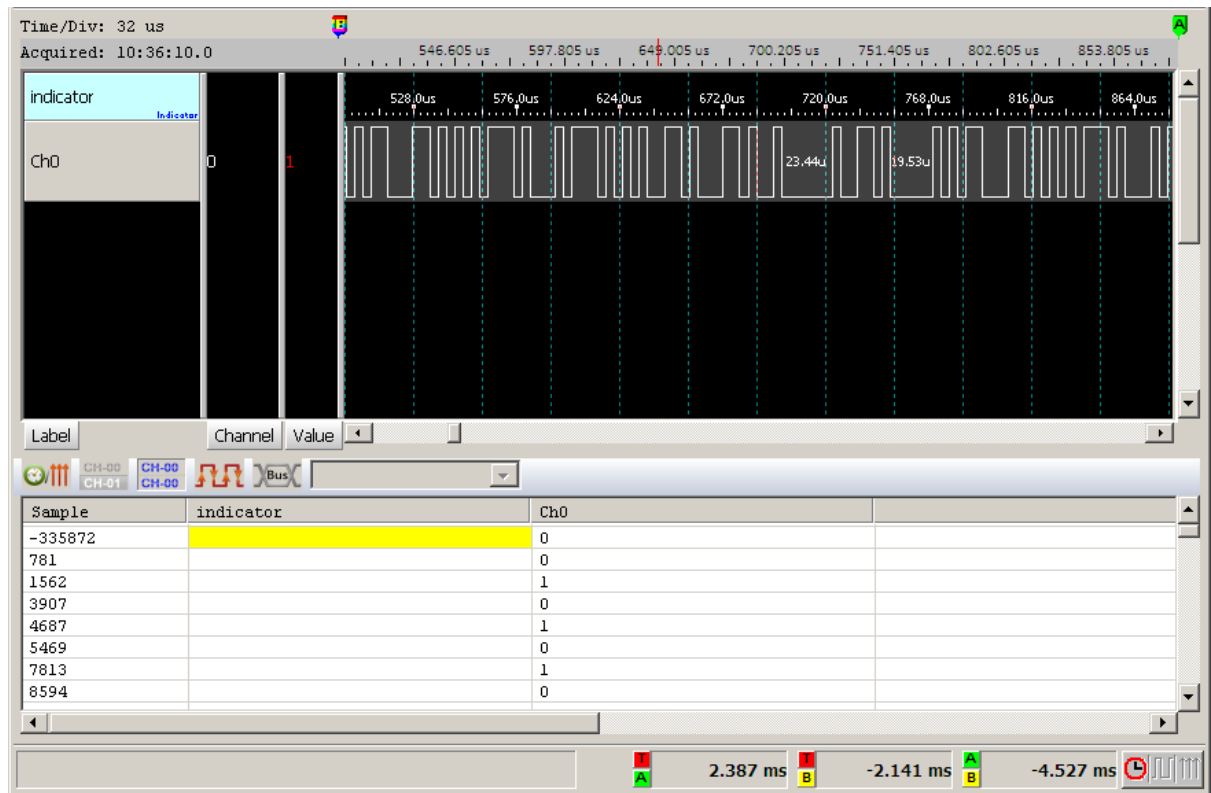 Time/Div: 32 us
B
A
Acquired: 10:36:10.0
546.605 us 597.805 us 649.005 us 700.205 us 751.405 us 802.605 us 853.805 us
indicator
Indicator
528.0us 576.0us 624.0us 672.0us 720.0us 768.0us 816.0us 864.0us
Ch0 0 1 23.44u 19.53u
Label Channel Value
CH-00 CH-01 CH-00 CH-00 Bus
Sample indicator Ch0
-335872 0
781 0
1562 1
3907 0
4687 1
5469 0
7813 1
8594 0
T A 2.387 ms T B -2.141 ms A B -4.527 ms